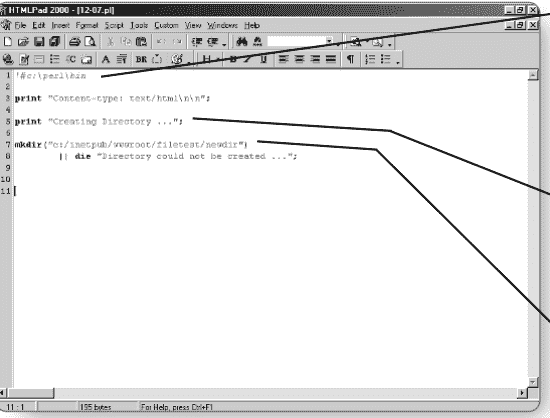 HTMLPad 2000 - [12-07.pl]
File Edit Insert Format Script Tools Custom View Windows Help
BR
1 !#c:\perl\bin
2
3 print "Content-type: text/html\n\n";
4
5 print "Creating Directory ...";
6
7 mkdir("c:/inetpub/wwwroot/filetest/newdir")
8 || die "Directory could not be created ...";
9
10
11
11 : 1 195 bytes For Help, press Ctrl+F1